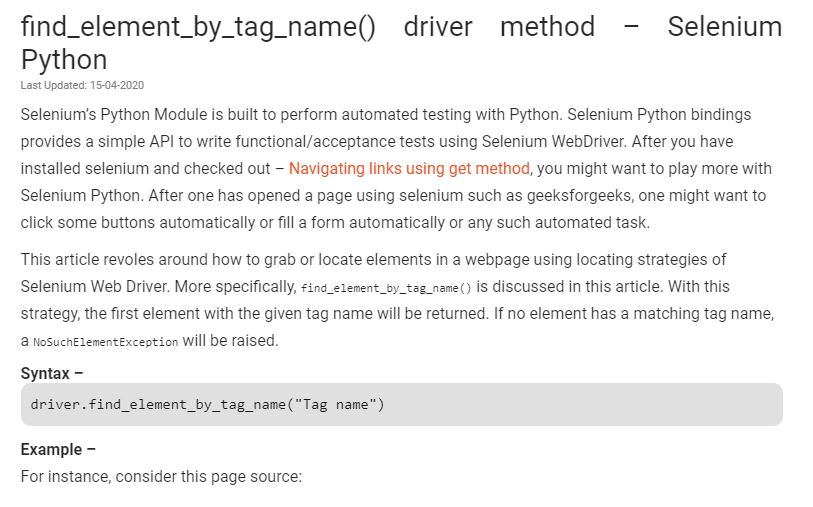 find_element_by_tag_name() driver method – Selenium
Python
Last Updated: 15-04-2020
Selenium’s Python Module is built to perform automated testing with Python. Selenium Python bindings
provides a simple API to write functional/acceptance tests using Selenium WebDriver. After you have
installed selenium and checked out – Navigating links using get method, you might want to play more with
Selenium Python. After one has opened a page using selenium such as geeksforgeeks, one might want to
click some buttons automatically or fill a form automatically or any such automated task.
This article revoles around how to grab or locate elements in a webpage using locating strategies of
Selenium Web Driver. More specifically, find_element_by_tag_name() is discussed in this article. With this
strategy, the first element with the given tag name will be returned. If no element has a matching tag name,
a NoSuchElementException will be raised.
Syntax –
driver.find_element_by_tag_name("Tag name")
Example –
For instance, consider this page source: